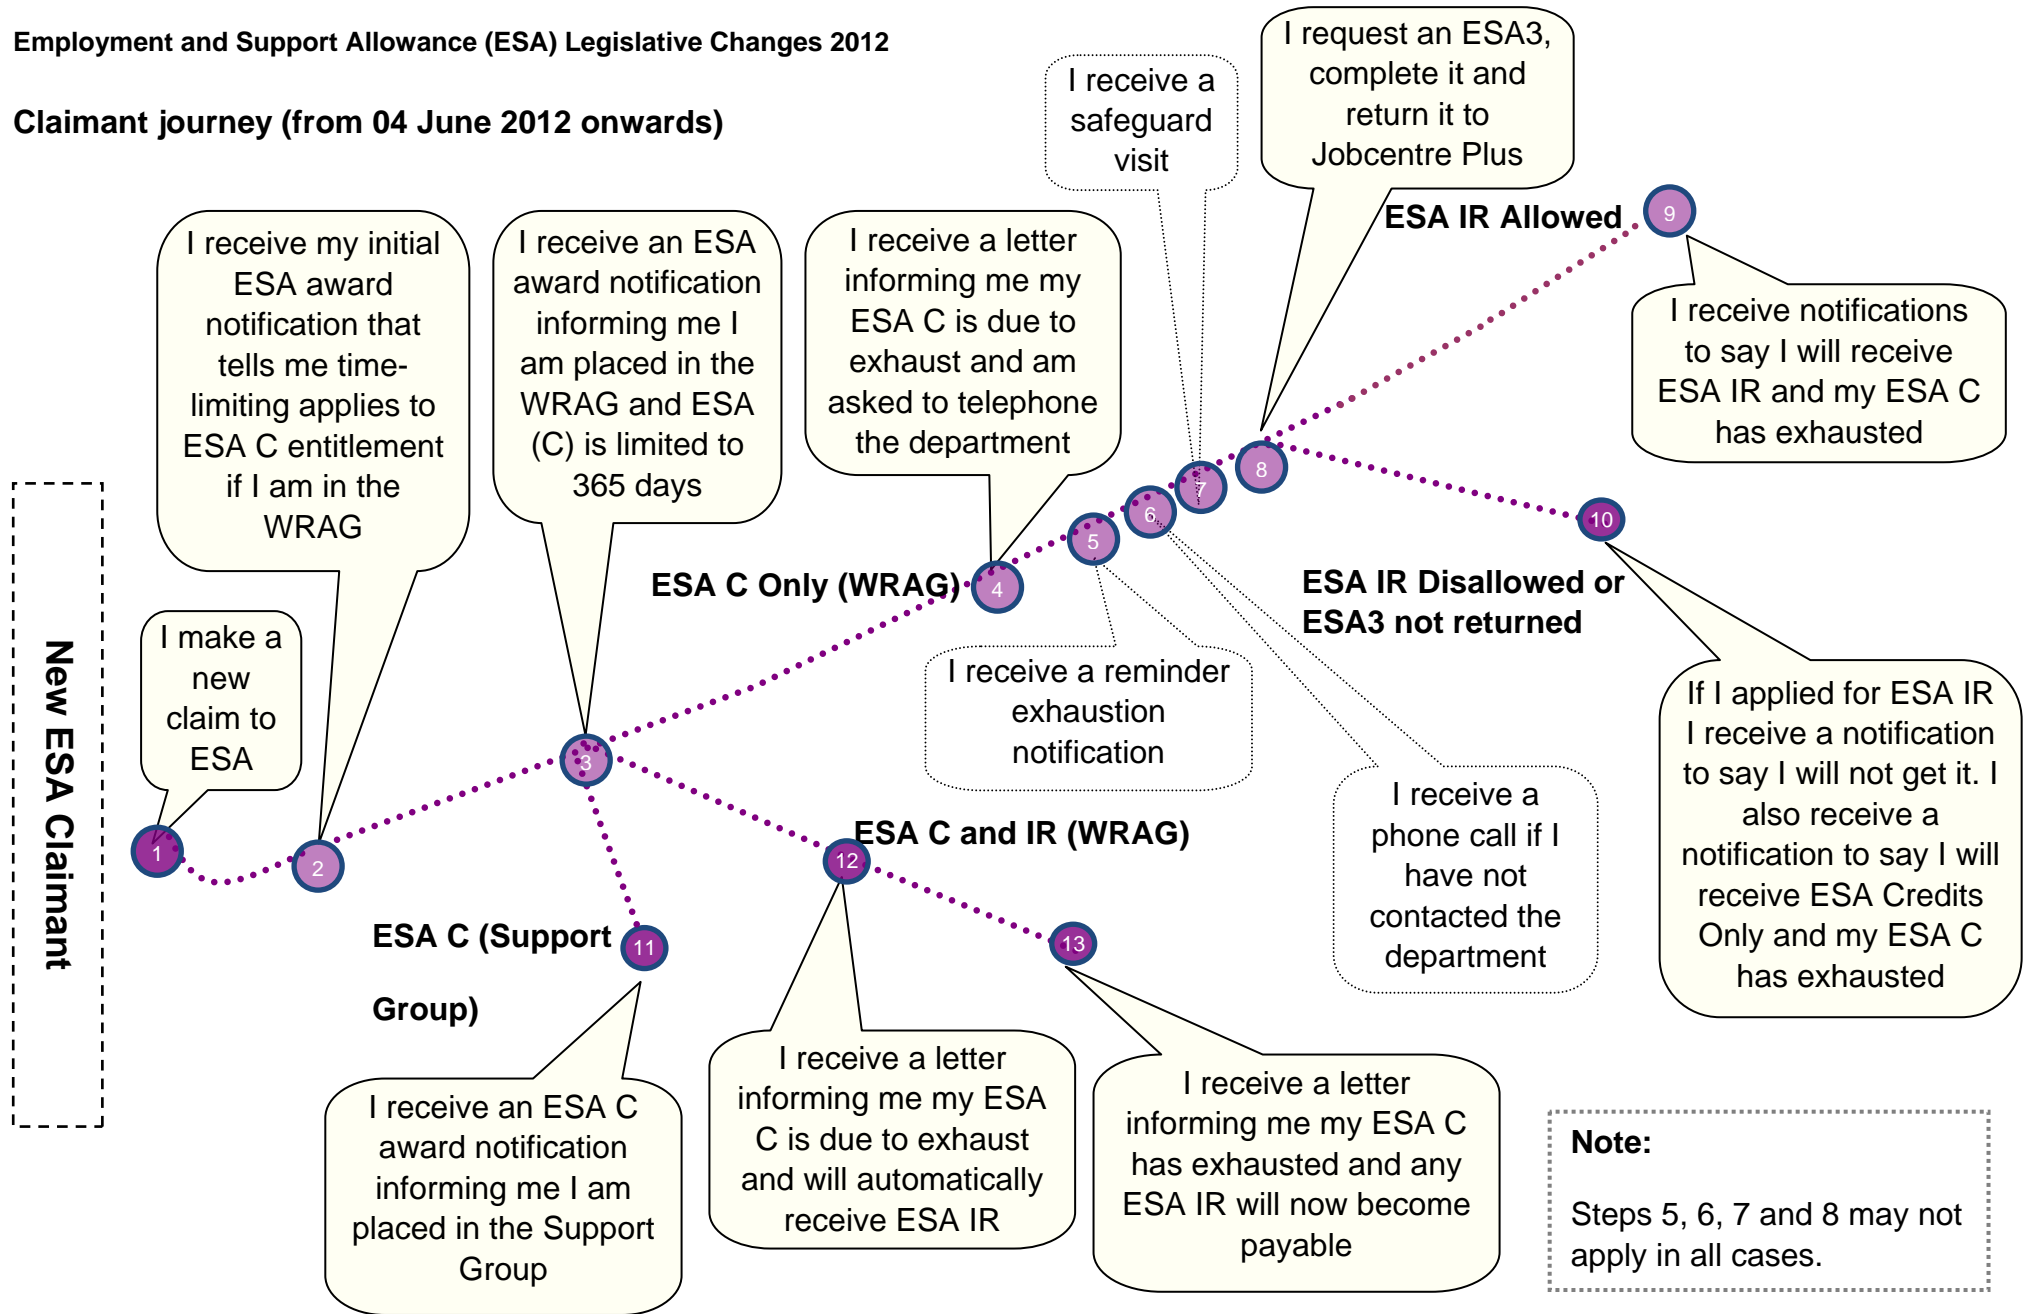 Employment and Support Allowance (ESA) Legislative Changes 2012
Claimant journey (from 04 June 2012 onwards)
New ESA Claimant
I make a
new
claim to
ESA
1
I receive my initial
ESA award
notification that
tells me time-
limiting applies to
ESA C entitlement
if I am in the
WRAG
2
I receive an ESA
award notification
informing me I
am placed in the
WRAG and ESA
(C) is limited to
365 days
3
ESA C Only (WRAG)
I receive a letter
informing me my
ESA C is due to
exhaust and am
asked to telephone
the department
4
5
I receive a reminder
exhaustion
notification
6
I receive a
phone call if I
have not
contacted the
department
I receive a
safeguard
visit
7
I request an ESA3,
complete it and
return it to
Jobcentre Plus
8
ESA IR Allowed
9
I receive notifications
to say I will receive
ESA IR and my ESA C
has exhausted
10
ESA IR Disallowed or
ESA3 not returned
If I applied for ESA IR
I receive a notification
to say I will not get it. I
also receive a
notification to say I will
receive ESA Credits
Only and my ESA C
has exhausted
ESA C (Support
Group)
11
I receive an ESA C
award notification
informing me I am
placed in the Support
Group
ESA C and IR (WRAG)
12
I receive a letter
informing me my ESA
C is due to exhaust
and will automatically
receive ESA IR
13
I receive a letter
informing me my ESA C
has exhausted and any
ESA IR will now become
payable
Note:
Steps 5, 6, 7 and 8 may not
apply in all cases.